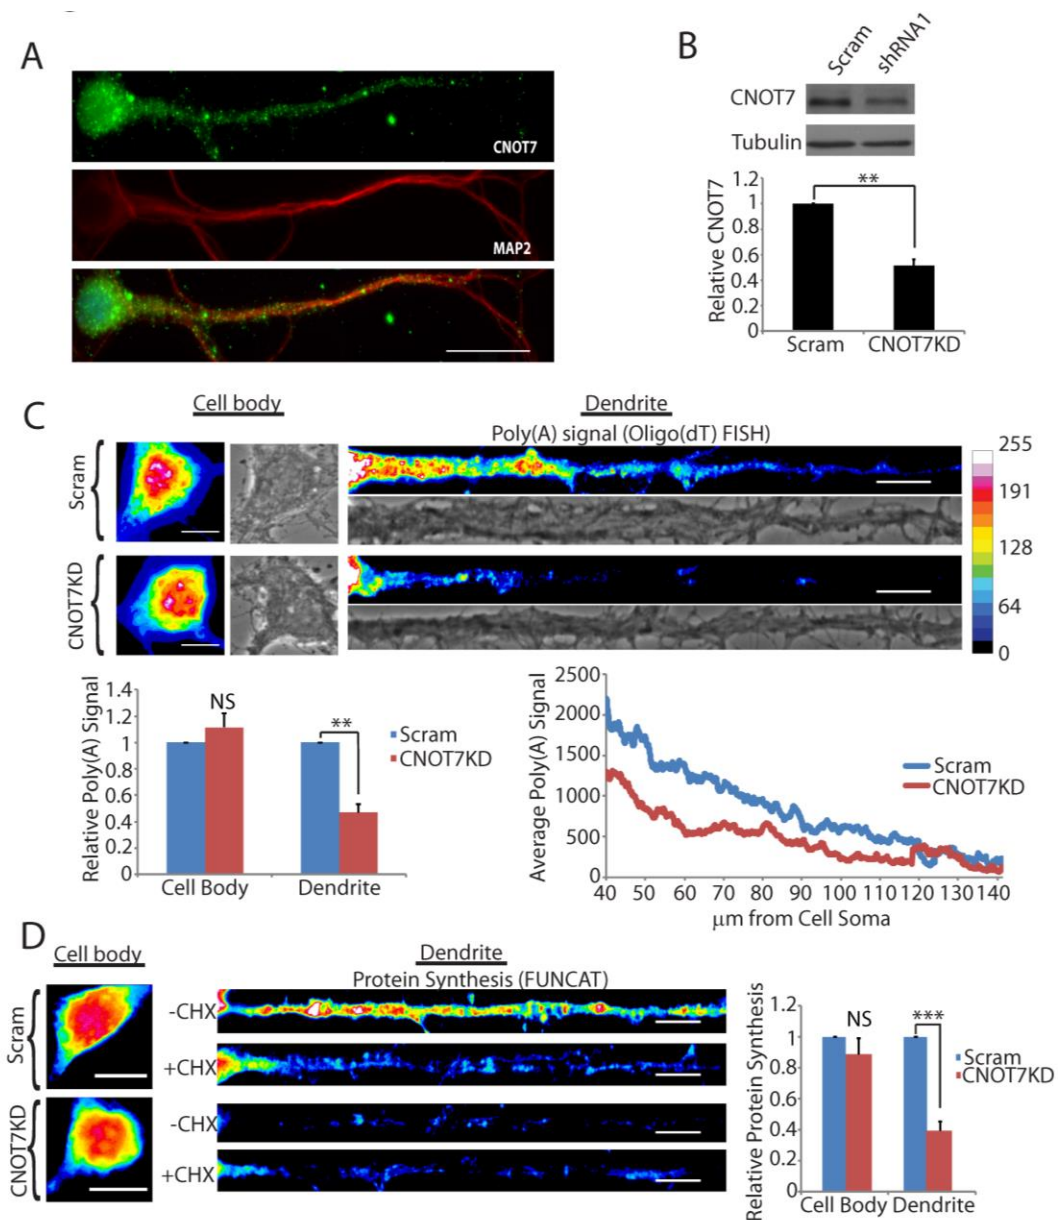 A
CNOT7
MAP2
B
Scram
shRNA1
CNOT7
Tubulin
Relative CNOT7
1.2
1
0.8
0.6
0.4
0.2
0
**
Scram CNOT7KD
C
Cell body
Dendrite
Poly(A) signal (Oligo(dT) FISH)
Scram
CNOT7KD
255
191
128
64
0
Relative Poly(A) Signal
1.4
1.2
1
0.8
0.6
0.4
0.2
0
NS
**
Scram
CNOT7KD
Cell Body Dendrite
Average Poly(A) Signal
2500
2000
1500
1000
500
0
Scram
CNOT7KD
40 50 60 70 80 90 100 110 120 130 140
μm from Cell Soma
D
Cell body
Dendrite
Protein Synthesis (FUNCAT)
Scram
-CHX
+CHX
CNOT7KD
-CHX
+CHX
Relative Protein Synthesis
1.2
1
0.8
0.6
0.4
0.2
0
NS
***
Scram
CNOT7KD
Cell Body Dendrite